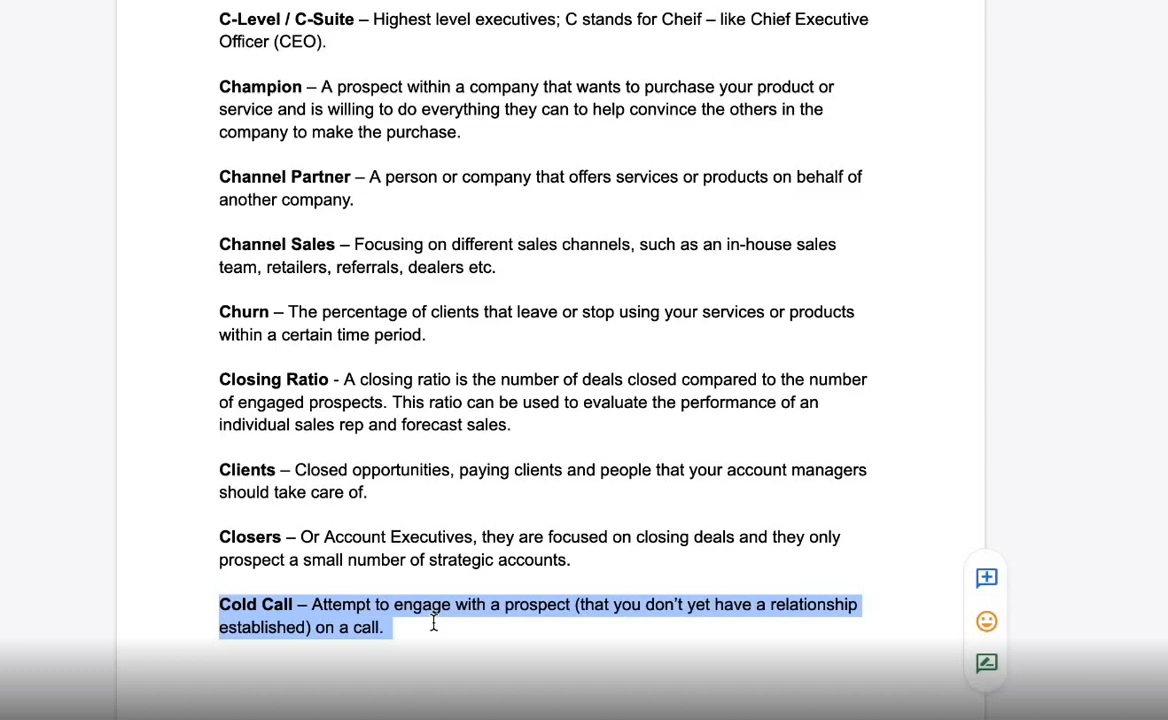 C-Level / C-Suite – Highest level executives; C stands for Cheif – like Chief Executive
Officer (CEO).
Champion – A prospect within a company that wants to purchase your product or
service and is willing to do everything they can to help convince the others in the
company to make the purchase.
Channel Partner – A person or company that offers services or products on behalf of
another company.
Channel Sales – Focusing on different sales channels, such as an in-house sales
team, retailers, referrals, dealers etc.
Churn – The percentage of clients that leave or stop using your services or products
within a certain time period.
Closing Ratio - A closing ratio is the number of deals closed compared to the number
of engaged prospects. This ratio can be used to evaluate the performance of an
individual sales rep and forecast sales.
Clients – Closed opportunities, paying clients and people that your account managers
should take care of.
Closers – Or Account Executives, they are focused on closing deals and they only
prospect a small number of strategic accounts.
Cold Call – Attempt to engage with a prospect (that you don’t yet have a relationship
established) on a call.